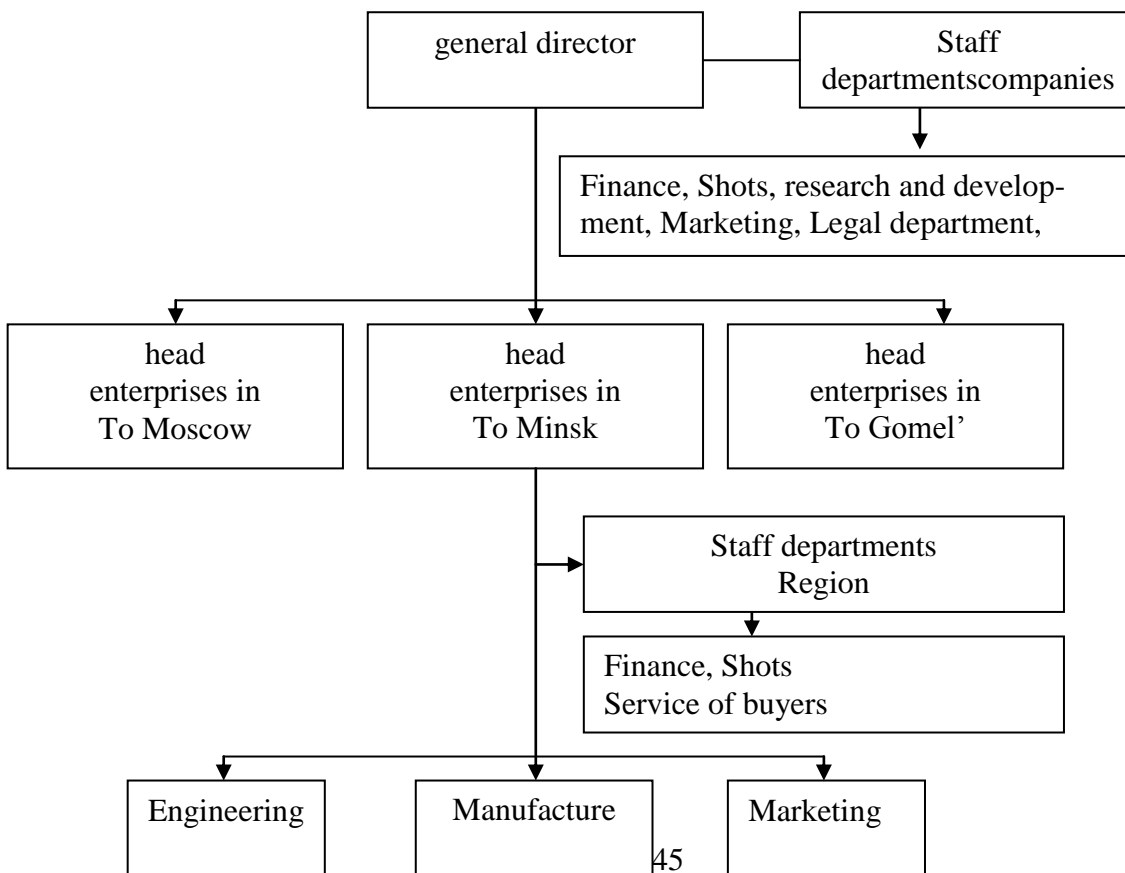 general director
Staff
departmentscompanies
Finance, Shots, research and develop-
ment, Marketing, Legal department,
head
enterprises in
To Moscow
head
enterprises in
To Minsk
head
enterprises in
To Gomel’
Staff departments
Region
Finance, Shots
Service of buyers
Engineering
Manufacture
Marketing
45